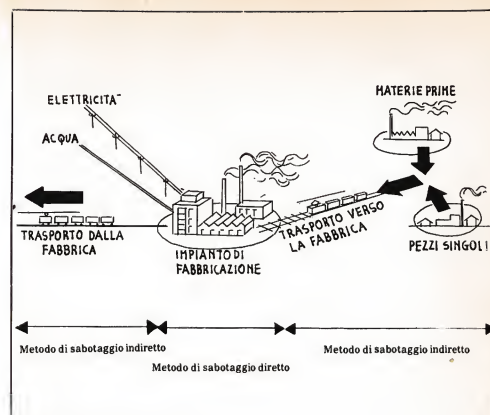 ELETTRICITA`
MATERIE PRIME
ACQUA
TRASPORTO VERSO
LA FABBRICA
TRASPORTO DALLA
FABBRICA
IMPIANTO DI
FABBRICAZIONE
PEZZI SINGOLI
Metodo di sabotaggio indiretto
Metodo di sabotaggio indiretto
Metodo di sabotaggio diretto